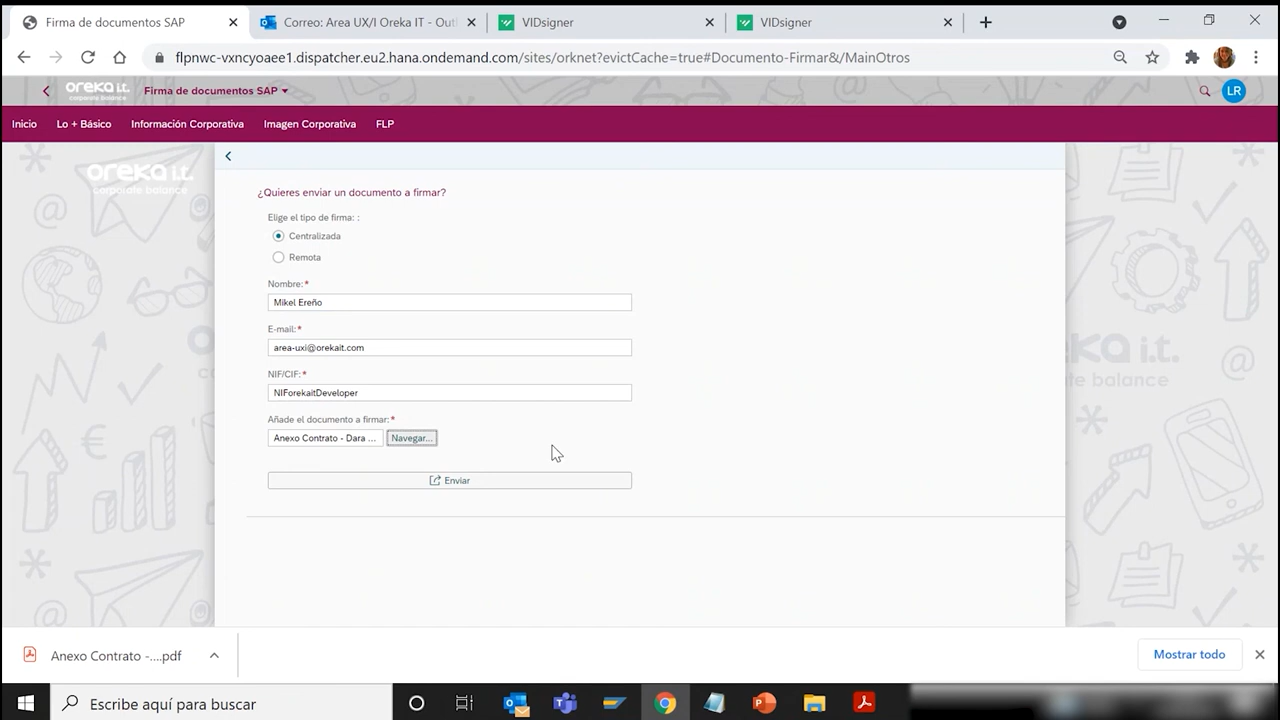 Firma de documentos SAP
Correo: Area UX/I Oreka IT - Outl
VIDsigner
VIDsigner
flpnwc-vxncyoaee1.dispatcher.eu2.hana.ondemand.com/sites/orknet?evictCache=true#Documento-Firmar&/MainOtros
oreka i.t.
corporate balance
Firma de documentos SAP
LR
Inicio
Lo + Básico
Información Corporativa
Imagen Corporativa
FLP
oreka i.t.
corporate balance
¿Quieres enviar un documento a firmar?
Elige el tipo de firma: :
Centralizada
Remota
Nombre:*
Mikel Ereño
E-mail:*
area-uxi@orekait.com
NIF/CIF:*
NIForekaitDeveloper
Añade el documento a firmar:*
Anexo Contrato - Dara ...
Navegar...
Enviar
ka i.t.
ate balance
Anexo Contrato -....pdf
Mostrar todo
Escribe aquí para buscar